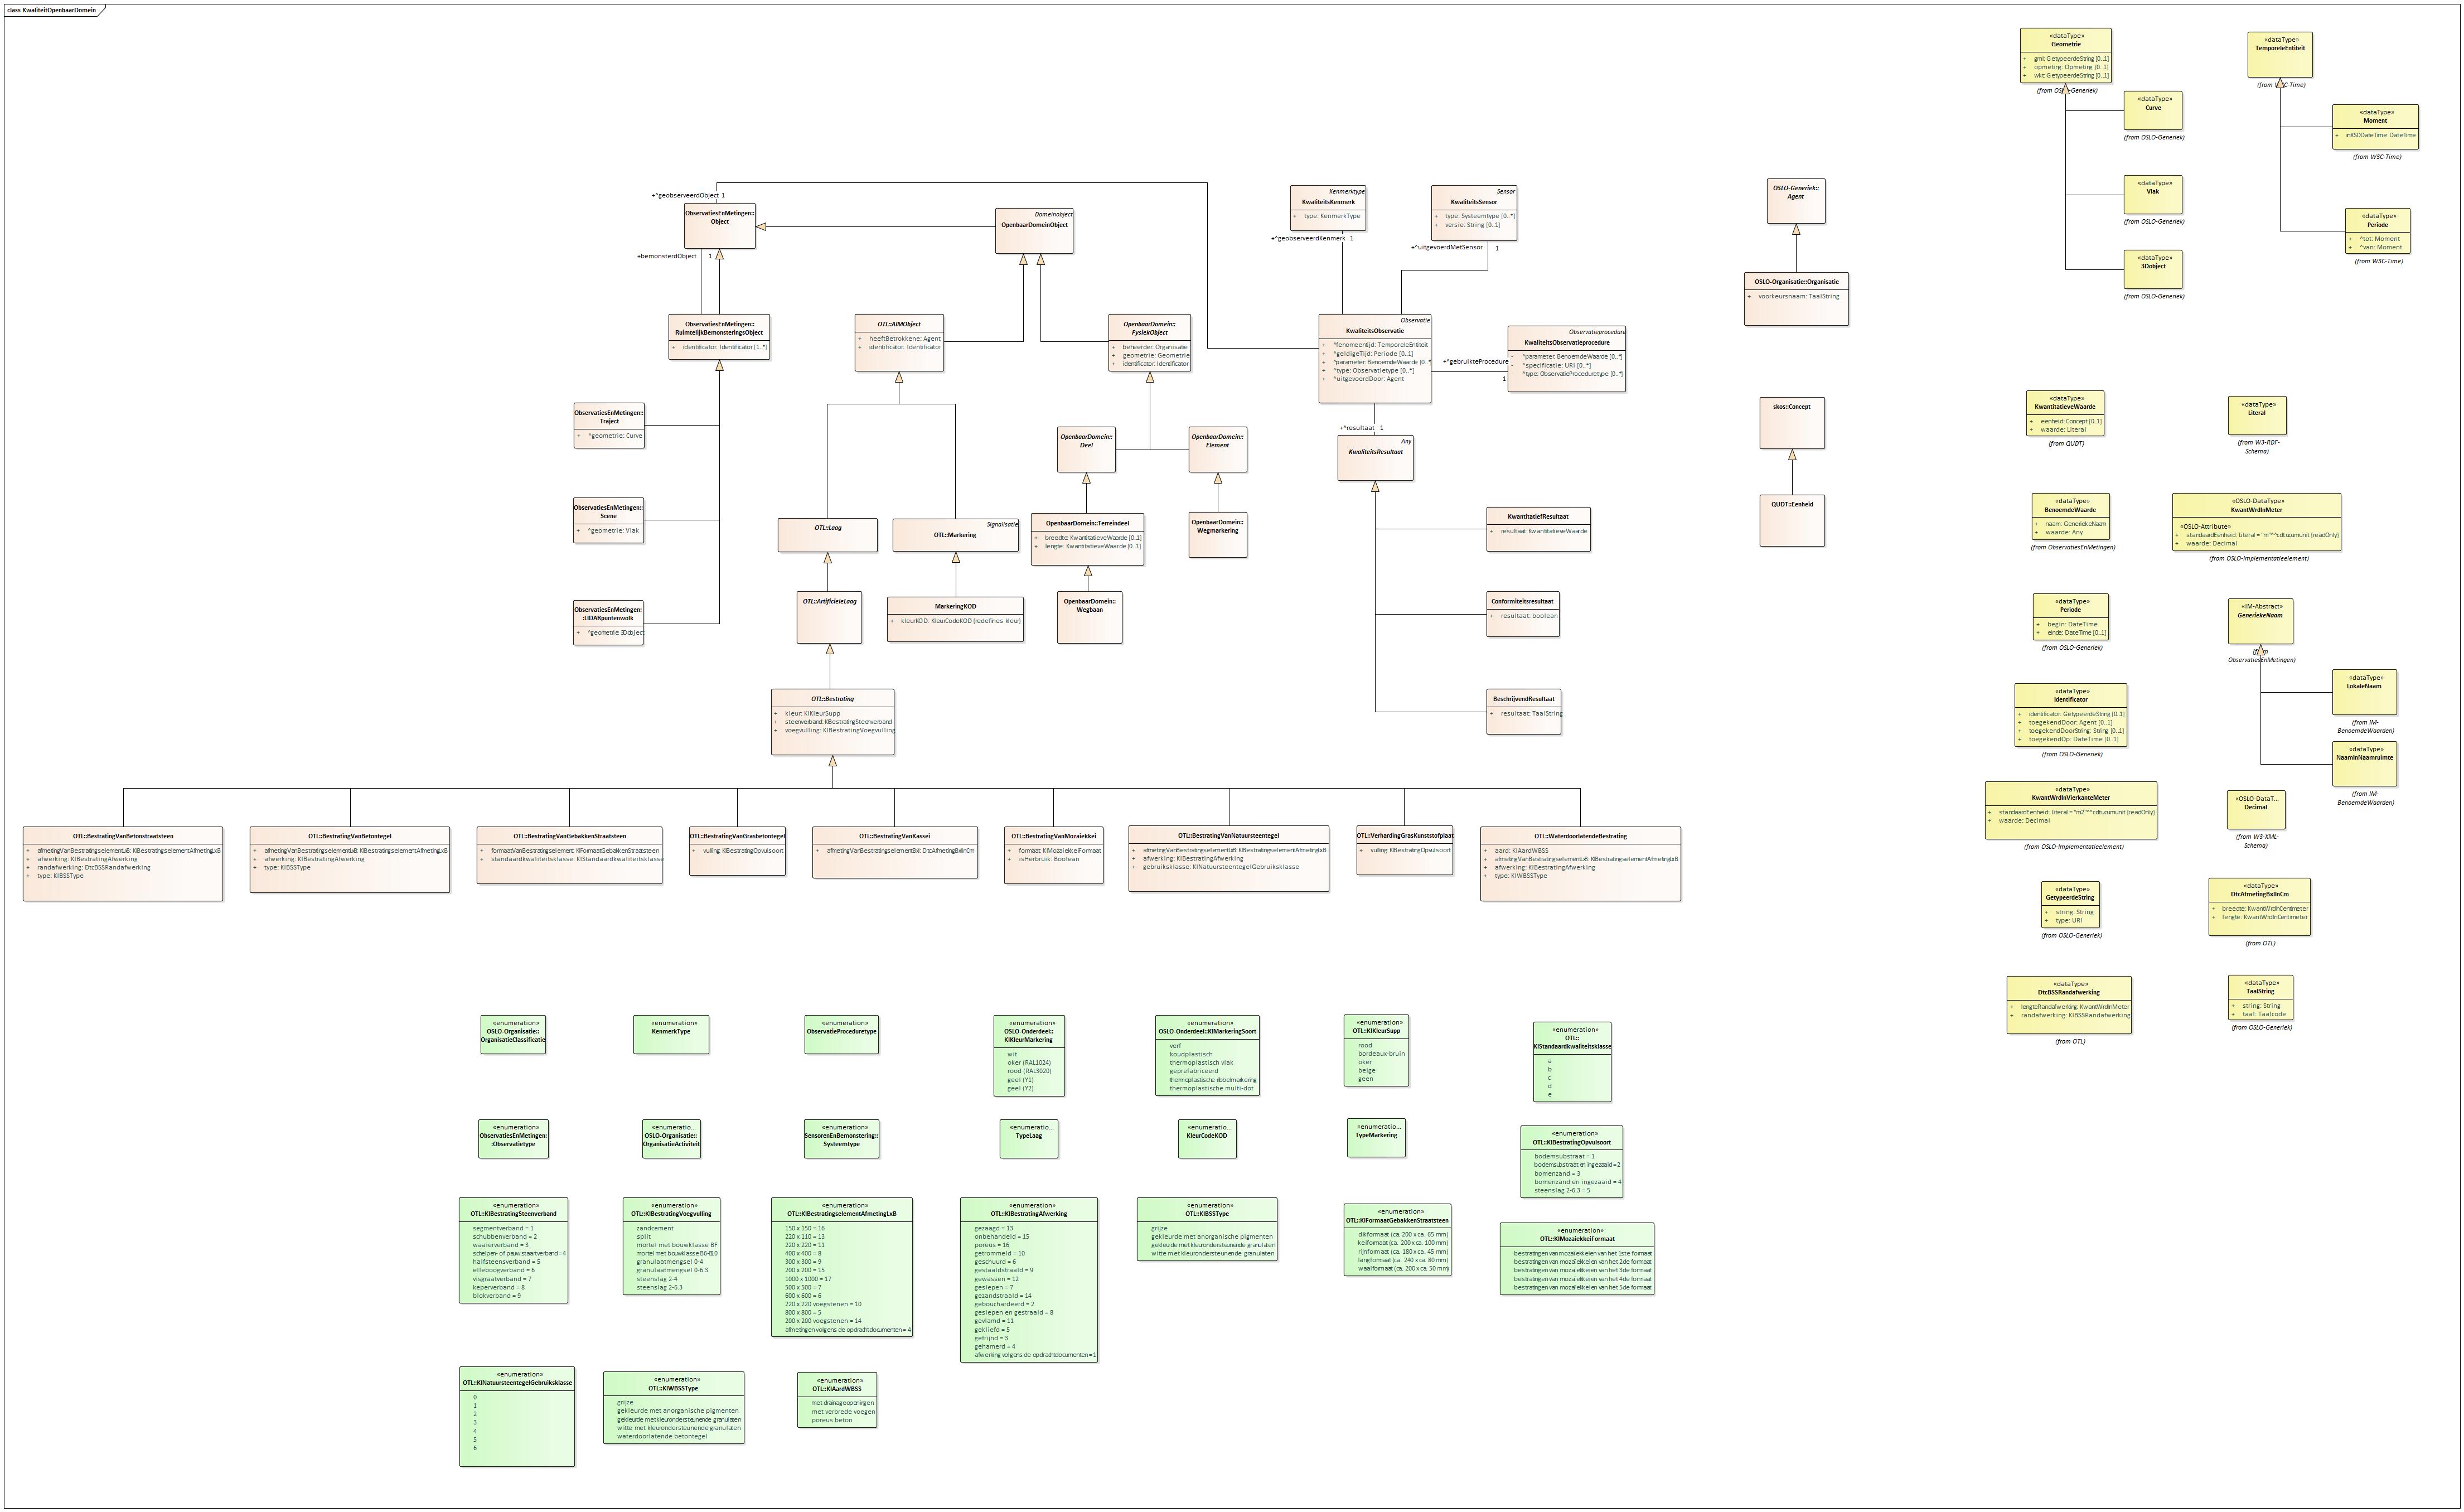 class KwaliteitOpenbaarDomein
+^geobserveerdObject 1
ObservatiesEnMetingen::
Object
+bemonsterdObject 1
Domeinobject
OpenbaarDomeinObject
Kenmerktype
KwaliteitsKenmerk
+ type: KenmerkType
+^geobserveerdKenmerk 1
Sensor
KwaliteitsSensor
+ type: Systeemtype [0..*]
+ versie: String [0..1]
+^uitgevoerdMetSensor 1
OSLO-Generiek::
Agent
OSLO-Organisatie::Organisatie
+ voorkeursnaam: TaalString
ObservatiesEnMetingen::
RuimtelijkBemonsteringsObject
+ identificator: Identificator [1..*]
OTL::AIMObject
+ heeftBetrokkene: Agent
+ identificator: Identificator
OpenbaarDomein::
FysiekObject
+ beheerder: Organisatie
+ geometrie: Geometrie
+ identificator: Identificator
Observatie
KwaliteitsObservatie
+ ^fenomeentijd: TemporeleEntiteit
+ ^geldigeTijd: Periode [0..1]
+ ^parameter: BenoemdeWaarde [0..*]
+ ^type: Observatietype [0..*]
+ ^uitgevoerdDoor: Agent
+^gebruikteProcedure
1
Observatieprocedure
KwaliteitsObservatieprocedure
- ^parameter: BenoemdeWaarde [0..*]
- ^specificatie: URI [0..*]
- ^type: ObservatieProceduretype [0..*]
+^resultaat 1
Any
KwaliteitsResultaat
ObservatiesEnMetingen::
Traject
+ ^geometrie: Curve
ObservatiesEnMetingen::
Scene
+ ^geometrie: Vlak
ObservatiesEnMetingen:
:LIDARpuntenwolk
+ ^geometrie 3Dobject
OpenbaarDomein::
Deel
OpenbaarDomein::
Element
OTL::Laag
Signalisatie
OTL::Markering
OpenbaarDomein::Terreindeel
+ breedte: KwantitatieveWaarde [0..1]
+ lengte: KwantitatieveWaarde [0..1]
OpenbaarDomein::
Wegmarkering
OTL::ArtificieleLaag
MarkeringKOD
+ kleurKOD: KleurCodeKOD {redefines kleur}
OpenbaarDomein::
Wegbaan
KwantitatiefResultaat
+ resultaat: KwantitatieveWaarde
Conformiteitsresultaat
+ resultaat: boolean
BeschrijvendResultaat
+ resultaat: TaalString
skos::Concept
QUDT::Eenheid
OTL::Bestrating
+ kleur: KlKleurSupp
+ steenverband: KlBestratingSteenverband
+ voegvulling: KlBestratingVoegvulling
OTL::BestratingVanBetonstraatsteen
+ afmetingVanBestratingselementLxB: KlBestratingselementAfmetingLxB
+ afwerking: KlBestratingAfwerking
+ randafwerking: DtcBSSRandafwerking
+ type: KlBSSType
OTL::BestratingVanBetontegel
+ afmetingVanBestratingselementLxB: KlBestratingselementAfmetingLxB
+ afwerking: KlBestratingAfwerking
+ type: KlBSSType
OTL::BestratingVanGebakkenStraatsteen
+ formaatVanBestratingselement: KlFormaatGebakkenStraatsteen
+ standaardkwaliteitsklasse: KlStandaardkwaliteitsklasse
OTL::BestratingVanGrasbetontegel
+ vulling: KlBestratingOpvulsoort
OTL::BestratingVanKassei
+ afmetingVanBestratingselementBxl: DtcAfmetingBxlInCm
OTL::BestratingVanMozaiekkei
+ formaat: KlMozaiekkeiFormaat
+ isHerbruik: Boolean
OTL::BestratingVanNatuursteentegel
+ afmetingVanBestratingselementLxB: KlBestratingselementAfmetingLxB
+ afwerking: KlBestratingAfwerking
+ gebruiksklasse: KlNatuursteentegelGebruiksklasse
OTL::VerhardingGrasKunststofplaat
+ vulling: KlBestratingOpvulsoort
OTL::WaterdoorlatendeBestrating
+ aard: KlAardWBSS
+ afmetingVanBestratingselementLxB: KlBestratingselementAfmetingLxB
+ afwerking: KlBestratingAfwerking
+ type: KlWBSSType
«enumeration»
OSLO-Organisatie::
OrganisatieClassificatie
«enumeration»
KenmerkType
«enumeration»
ObservatieProceduretype
«enumeration»
OSLO-Onderdeel::
KlKleurMarkering
wit
oker (RAL1024)
rood (RAL3020)
geel (Y1)
geel (Y2)
«enumeration»
OSLO-Onderdeel::KlMarkeringSoort
verf
koudplastisch
thermoplastisch vlak
geprefabriceerd
thermoplastische ribbelmarkering
thermoplastische multi-dot
«enumeration»
OTL::KlKleurSupp
rood
bordeaux-bruin
oker
beige
geen
«enumeration»
OTL::
KlStandaardkwaliteitsklasse
a
b
c
d
e
«enumeration»
ObservatiesEnMetingen:
:Observatietype
«enumeratio...
OSLO-Organisatie::
OrganisatieActiviteit
«enumeration»
SensorenEnBemonstering::
Systeemtype
«enumeratio...
TypeLaag
«enumeratio...
KleurCodeKOD
«enumeratio...
TypeMarkering
«enumeration»
OTL::KlBestratingOpvulsoort
bodemsubstraat = 1
bodemsubstraat en ingezaaid = 2
bomenzand = 3
bomenzand en ingezaaid = 4
steenslag 2-6.3 = 5
«enumeration»
OTL::KlBestratingSteenverband
segmentverband = 1
schubbenverband = 2
waaierverband = 3
schelpen- of pauwstaartverband = 4
halfsteensverband = 5
elleboogverband = 6
visgraatverband = 7
keperverband = 8
blokverband = 9
«enumeration»
OTL::KlBestratingVoegvulling
zandcement
split
mortel met bouwklasse BF
mortel met bouwklasse B6-B10
granulaatmengsel 0-4
granulaatmengsel 0-6.3
steenslag 2-4
steenslag 2-6.3
«enumeration»
OTL::KlBestratingselementAfmetingLxB
150 x 150 = 16
220 x 110 = 13
220 x 220 = 11
400 x 400 = 8
300 x 300 = 9
200 x 200 = 15
1000 x 1000 = 17
500 x 500 = 7
600 x 600 = 6
220 x 220 voegstenen = 10
800 x 800 = 5
200 x 200 voegstenen = 14
afmetingen volgens de opdrachtdocumenten = 4
«enumeration»
OTL::KlBestratingAfwerking
gezaagd = 13
onbehandeld = 15
poreus = 16
getrommeld = 10
geschuurd = 6
gestaaldstraald = 9
gewassen = 12
geslepen = 7
gezandstraald = 14
gebouchardeerd = 2
geslepen en gestraald = 8
gevlamd = 11
gekliefd = 5
gefrijnd = 3
gehamerd = 4
afwerking volgens de opdrachtdocumenten = 1
«enumeration»
OTL::KlBSSType
grijze
gekleurde met anorganische pigmenten
gekleurde met kleurondersteunende granulaten
witte met kleurondersteunende granulaten
«enumeration»
OTL::KlFormaatGebakkenStraatsteen
dikformaat (ca. 200 x ca. 65 mm)
keiformaat (ca. 200 x ca. 100 mm)
rijnformaat (ca. 180 x ca. 45 mm)
langformaat (ca. 240 x ca. 80 mm)
waalformaat (ca. 200 x ca. 50 mm)
«enumeration»
OTL::KlMozaiekkeiFormaat
bestratingen van mozaiekkeien van het 1ste formaat
bestratingen van mozaiekkeien van het 2de formaat
bestratingen van mozaiekkeien van het 3de formaat
bestratingen van mozaiekkeien van het 4de formaat
bestratingen van mozaiekkeien van het 5de formaat
«enumeration»
OTL::KlNatuursteentegelGebruiksklasse
0
1
2
3
4
5
6
«enumeration»
OTL::KlWBSSType
grijze
gekleurde met anorganische pigmenten
gekleurde met kleurondersteunende granulaten
witte met kleurondersteunende granulaten
waterdoorlatende betontegel
«enumeration»
OTL::KlAardWBSS
met drainageopeningen
met verbrede voegen
poreus beton
«dataType»
Geometrie
+ gml: GetypeerdeString [0..1]
+ opmeting: Opmeting [0..1]
+ wkt: GetypeerdeString [0..1]
(from OSLO-Generiek)
«dataType»
Curve
(from OSLO-Generiek)
«dataType»
Vlak
(from OSLO-Generiek)
«dataType»
3Dobject
(from OSLO-Generiek)
«dataType»
TemporeleEntiteit
(from W3C-Time)
«dataType»
Moment
+ inXSDDateTime: DateTime
(from W3C-Time)
«dataType»
Periode
+ ^tot: Moment
+ ^van: Moment
(from W3C-Time)
«dataType»
KwantitatieveWaarde
+ eenheid: Concept [0..1]
+ waarde: Literal
(from QUDT)
«dataType»
Literal
(from W3-RDF-
Schema)
«dataType»
BenoemdeWaarde
+ naam: GeneriekeNaam
+ waarde: Any
(from ObservatiesEnMetingen)
«OSLO-DataType»
KwantWrdInMeter
«OSLO-Attribute»
+ standaardEenheid: Literal = "m"^^cdt:ucumunit {readOnly}
+ waarde: Decimal
(from OSLO-Implementatieelement)
«dataType»
Periode
+ begin: DateTime
+ einde: DateTime [0..1]
(from OSLO-Generiek)
«IM-Abstract»
GeneriekeNaam
(from
ObservatiesEnMetingen)
«dataType»
LokaleNaam
(from IM-
BenoemdeWaarden)
«dataType»
NaamInNaamruimte
(from IM-
BenoemdeWaarden)
«dataType»
Identificator
+ identificator: GetypeerdeString [0..1]
+ toegekendDoor: Agent [0..1]
+ toegekendDoorString: String [0..1]
+ toegekendOp: DateTime [0..1]
(from OSLO-Generiek)
«dataType»
KwantWrdInVierkanteMeter
+ standaardEenheid: Literal = "m2"^^cdt:ucumunit {readOnly}
+ waarde: Decimal
(from OSLO-Implementatieelement)
«OSLO-DataT...
Decimal
(from W3-XML-
Schema)
«dataType»
GetypeerdeString
+ string: String
+ type: URI
(from OSLO-Generiek)
«dataType»
DtcAfmetingBxlInCm
+ breedte: KwantWrdInCentimeter
+ lengte: KwantWrdInCentimeter
(from OTL)
«dataType»
DtcBSSRandafwerking
+ lengteRandafwerking: KwantWrdInMeter
+ randafwerking: KlBSSRandafwerking
(from OTL)
«dataType»
TaalString
+ string: String
+ taal: Taalcode
(from OSLO-Generiek)